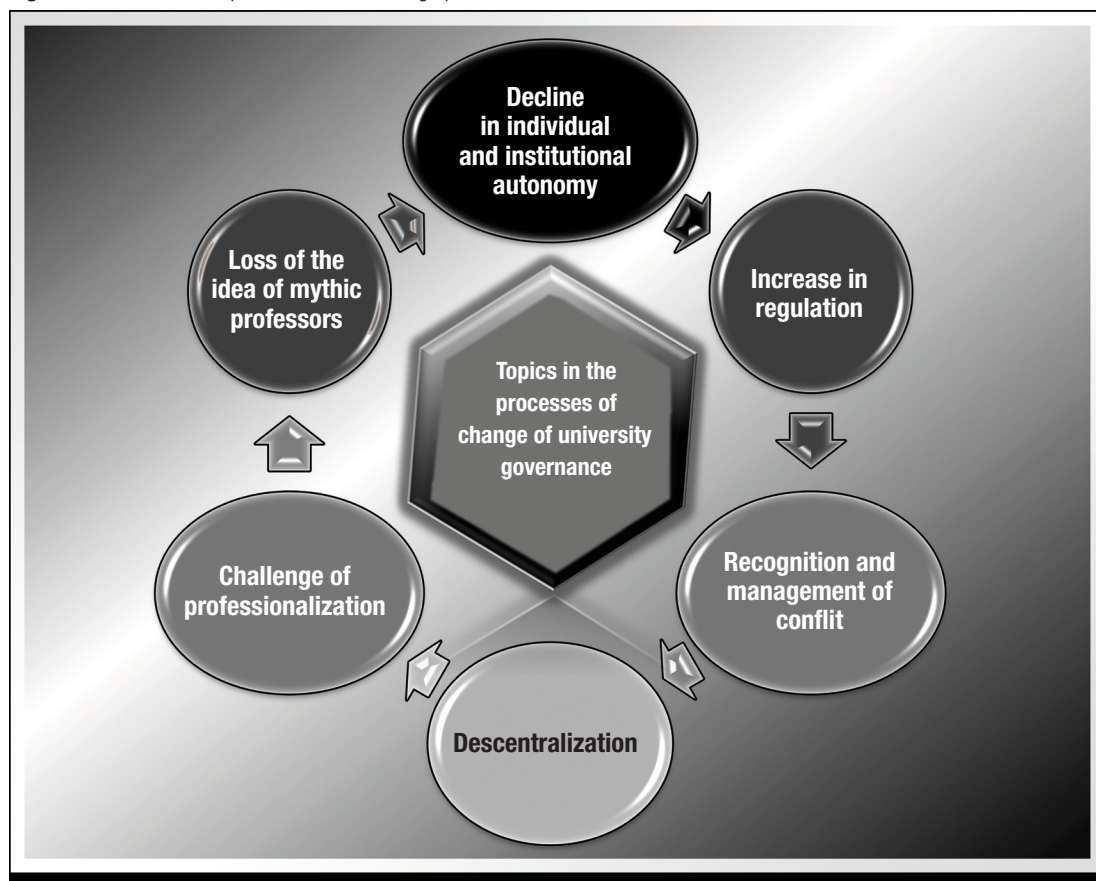 Decline
in individual
and institutional
autonomy
Increase in
regulation
Recognition and
management of
conflit
Descentralization
Challenge of
professionalization
Loss of the
idea of mythic
professors
Topics in the
processes of
change of university
governance